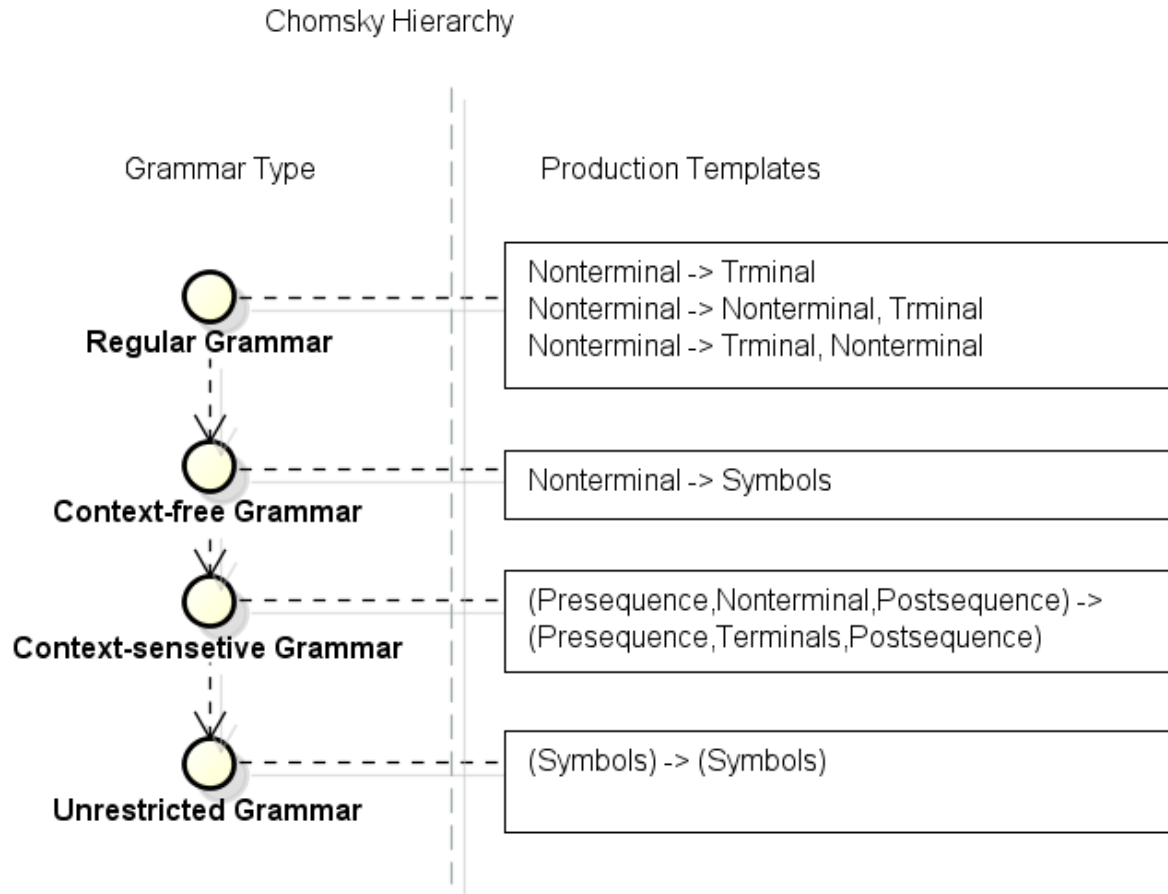 Chomsky Hierarchy
Grammar Type
Production Templates
Nonterminal -> Trminal
Nonterminal -> Nonterminal, Trminal
Nonterminal -> Trminal, Nonterminal
Regular Grammar
Nonterminal -> Symbols
Context-free Grammar
(Presequence,Nonterminal,Postsequence) ->
(Presequence,Terminals,Postsequence)
Context-sensetive Grammar
(Symbols) -> (Symbols)
Unrestricted Grammar